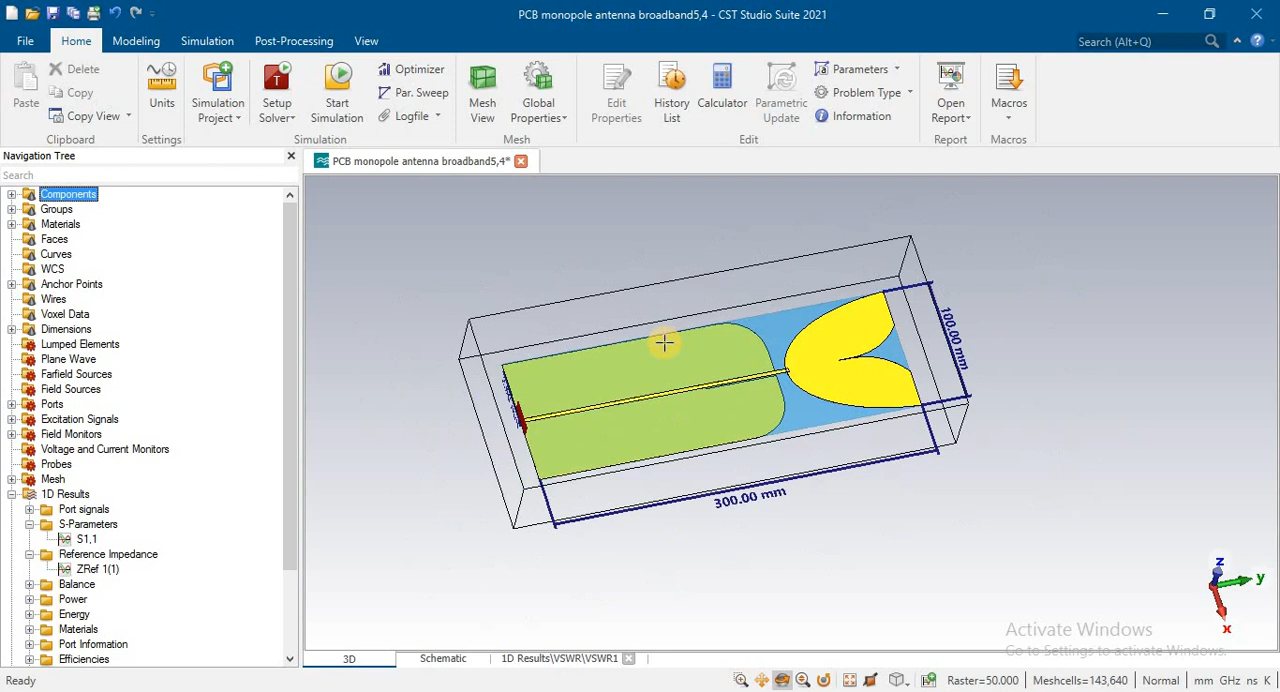 PCB monopole antenna broadband5,4 - CST Studio Suite 2021
File Home Modeling Simulation Post-Processing View Search (Alt+Q)
Paste Delete Copy Copy View
Clipboard
Units
Settings
Simulation Project Setup Solver Start Simulation Optimizer Par. Sweep Logfile
Simulation
Mesh View Global Properties
Mesh
Edit Properties History List Calculator Parametric Update Parameters Problem Type Information
Edit
Open Report
Report
Macros
Macros
Navigation Tree
PCB monopole antenna broadband5,4*
Search
Components
Groups
Materials
Faces
Curves
WCS
Anchor Points
Wires
Voxel Data
Dimensions
Lumped Elements
Plane Wave
Farfield Sources
Field Sources
Ports
Excitation Signals
Field Monitors
Voltage and Current Monitors
Probes
Mesh
1D Results
Port signals
S-Parameters
S1,1
Reference Impedance
ZRef 1(1)
Balance
Power
Energy
Materials
Port Information
Efficiencies
100.00 mm
300.00 mm
z
y
x
Activate Windows
Go to Settings to activate Windows.
3D Schematic 1D Results\VSWR\VSWR1
Ready Raster=50.000 Meshcells=143,640 Normal mm GHz ns K